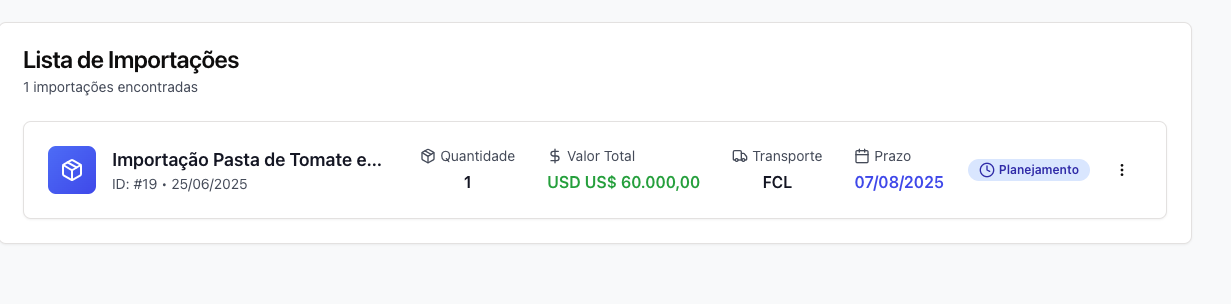 Lista de Importações
1 importações encontradas
Importação Pasta de Tomate e...
ID: #19 • 25/06/2025
Quantidade
1
Valor Total
USD US$ 60.000,00
Transporte
FCL
Prazo
07/08/2025
Planejamento